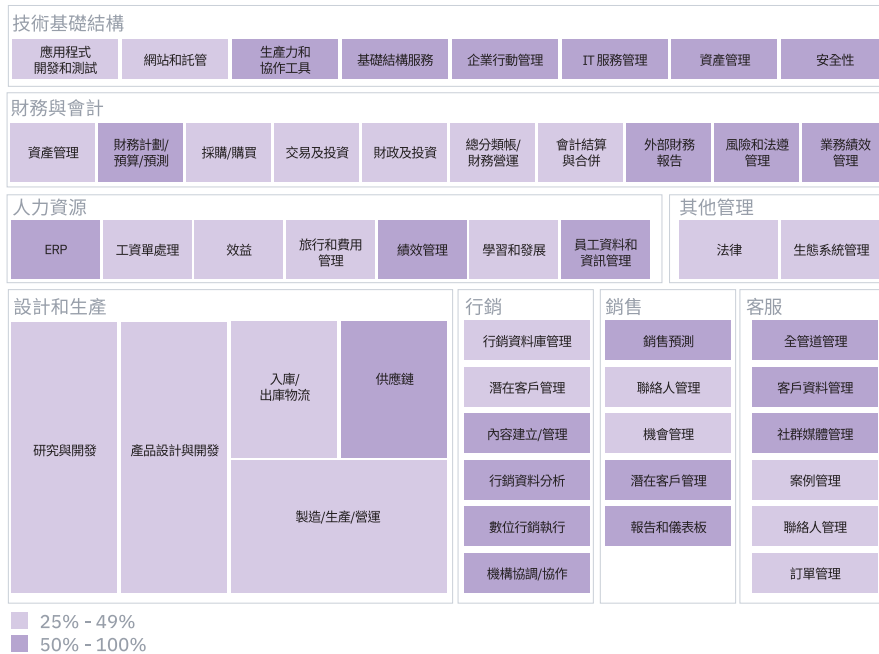 技術基礎結構
應用程式
開發和測試
網站和託管
生產力和
協作工具
基礎結構服務
企業行動管理
IT 服務管理
資產管理
安全性
財務與會計
資產管理
財務計劃/
預算/預測
採購/購買
交易及投資
財政及投資
總分類帳/
財務營運
會計結算
與合併
外部財務
報告
風險和法遵
管理
業務績效
管理
人力資源
ERP
工資單處理
效益
旅行和費用
管理
績效管理
學習和發展
員工資料和
資訊管理
其他管理
法律
生態系統管理
設計和生產
研究與開發
產品設計與開發
入庫/
出庫物流
供應鏈
製造/生產/營運
行銷
行銷資料庫管理
潛在客戶管理
內容建立/管理
行銷資料分析
數位行銷執行
機構協調/協作
銷售
銷售預測
聯絡人管理
機會管理
潛在客戶管理
報告和儀表板
客服
全管道管理
客戶資料管理
社群媒體管理
案例管理
聯絡人管理
訂單管理
25% - 49%
50% - 100%